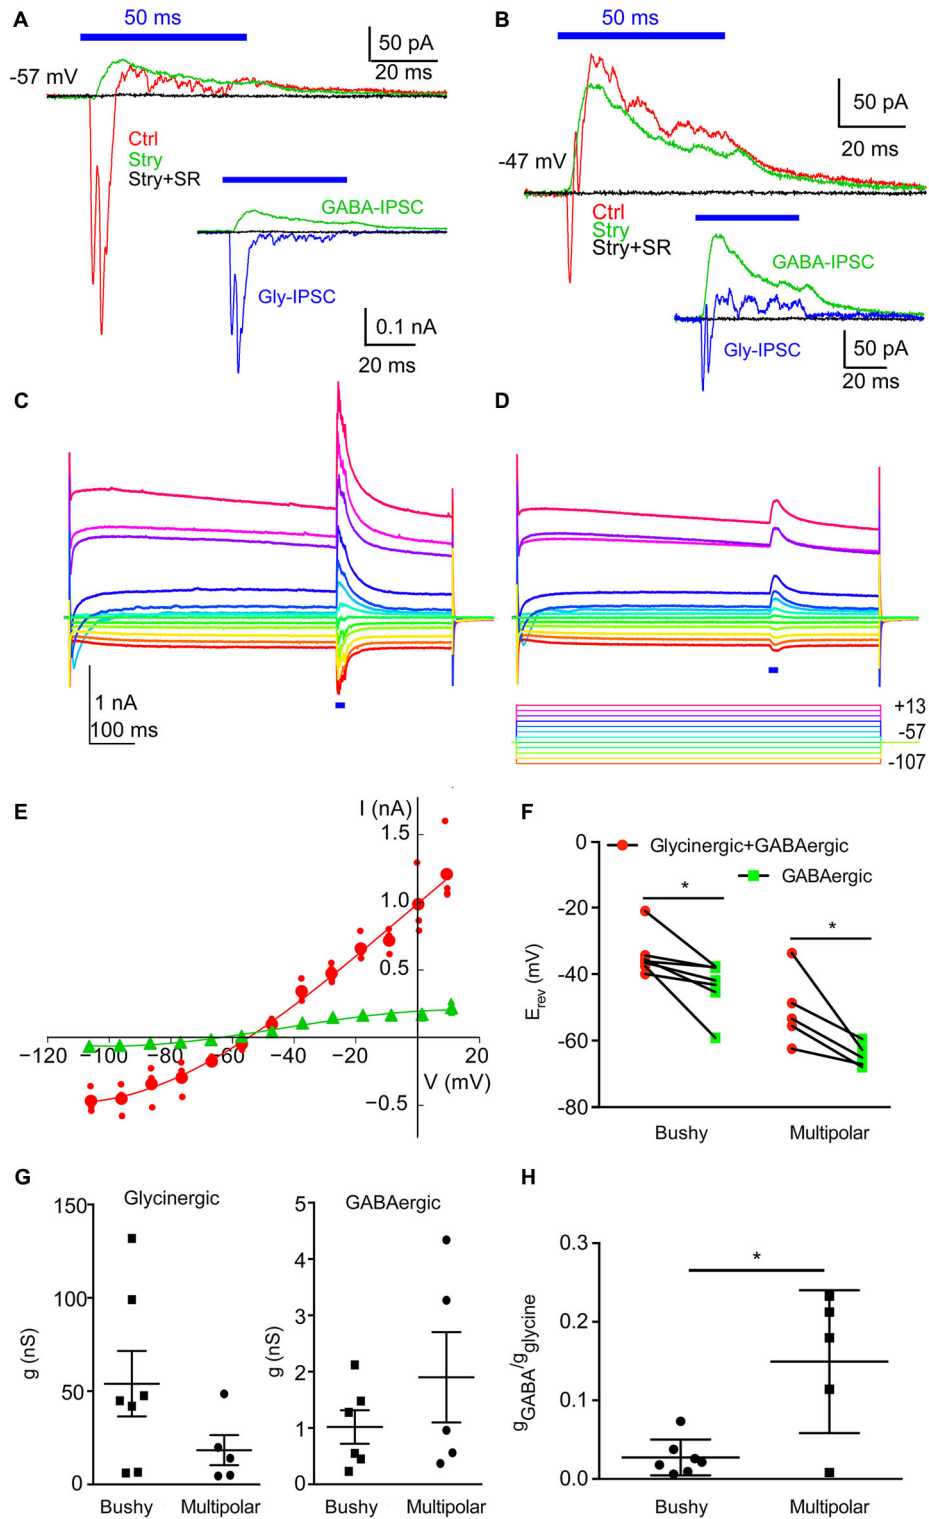 A
50 ms
50 pA
20 ms
-57 mV
Ctrl
Stry
Stry+SR
GABA-IPSC
Gly-IPSC
0.1 nA
20 ms
B
50 ms
50 pA
20 ms
-47 mV
Ctrl
Stry
Stry+SR
GABA-IPSC
Gly-IPSC
50 pA
20 ms
C
1 nA
100 ms
D
+13
-57
-107
E
I (nA)
1.5
1.0
0.5
−120 −100 −80 −60 −40 −20 20
V (mV)
−0.5
F
0
-20
-40
-60
-80
Erev (mV)
Glycinergic+GABAergic
GABAergic
* *
Bushy Multipolar
G
Glycinergic
150
100
50
0
g (nS)
Bushy Multipolar
GABAergic
5
4
3
2
1
0
g (nS)
Bushy Multipolar
H
0.3
0.2
0.1
0.0
gGABA/gglycine
*
Bushy Multipolar